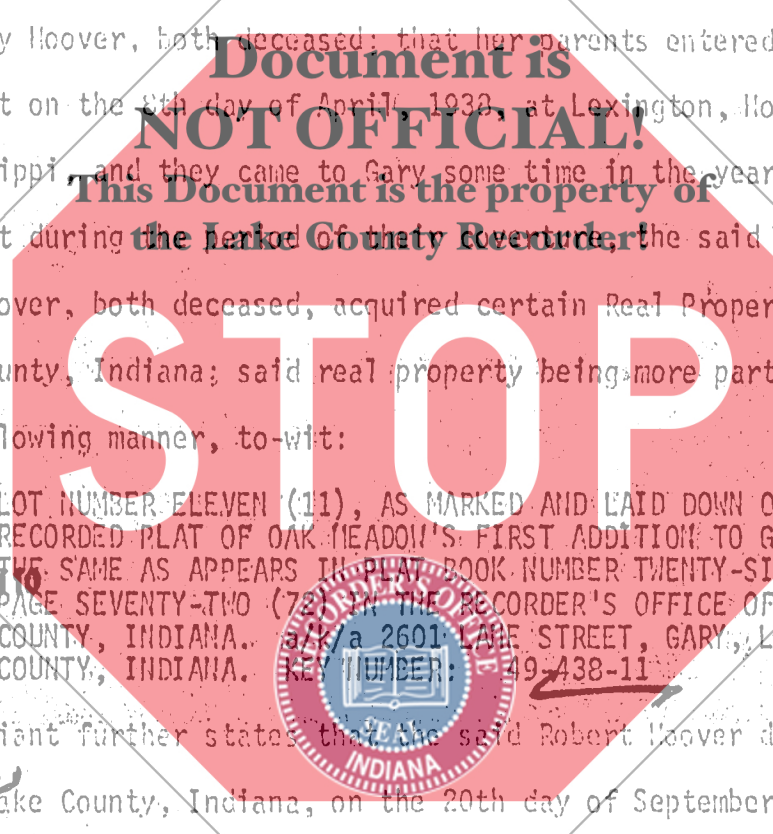 y Hoover, both deceased; that her parents entered
Document is
t on the 8th day of April, 1938, at Lexington, Ho
NOT OFFICIAL!
ippi, and they came to Gary some time in the year
This Document is the property of
t during the period of their coverture, the said
the Lake County Recorder!
over, both deceased, acquired certain Real Proper
STOP
unty, Indiana; said real property being more part
lowing manner, to-wit:
LOT NUMBER ELEVEN (11), AS MARKED AND LAID DOWN O
RECORDED PLAT OF OAK MEADOW'S FIRST ADDITION TO G
THE SAME AS APPEARS IN PLAT BOOK NUMBER TWENTY-SI
PAGE SEVENTY-TWO (72) IN THE RECORDER'S OFFICE OF
COUNTY, INDIANA. a/k/a 2601 LANE STREET, GARY, L
COUNTY, INDIANA. KEY NUMBER: 49-438-11
RECORDER'S OFFICE
SEAL
INDIANA
iant further states that the said Robert Hoover d
ake County, Indiana, on the 20th day of September